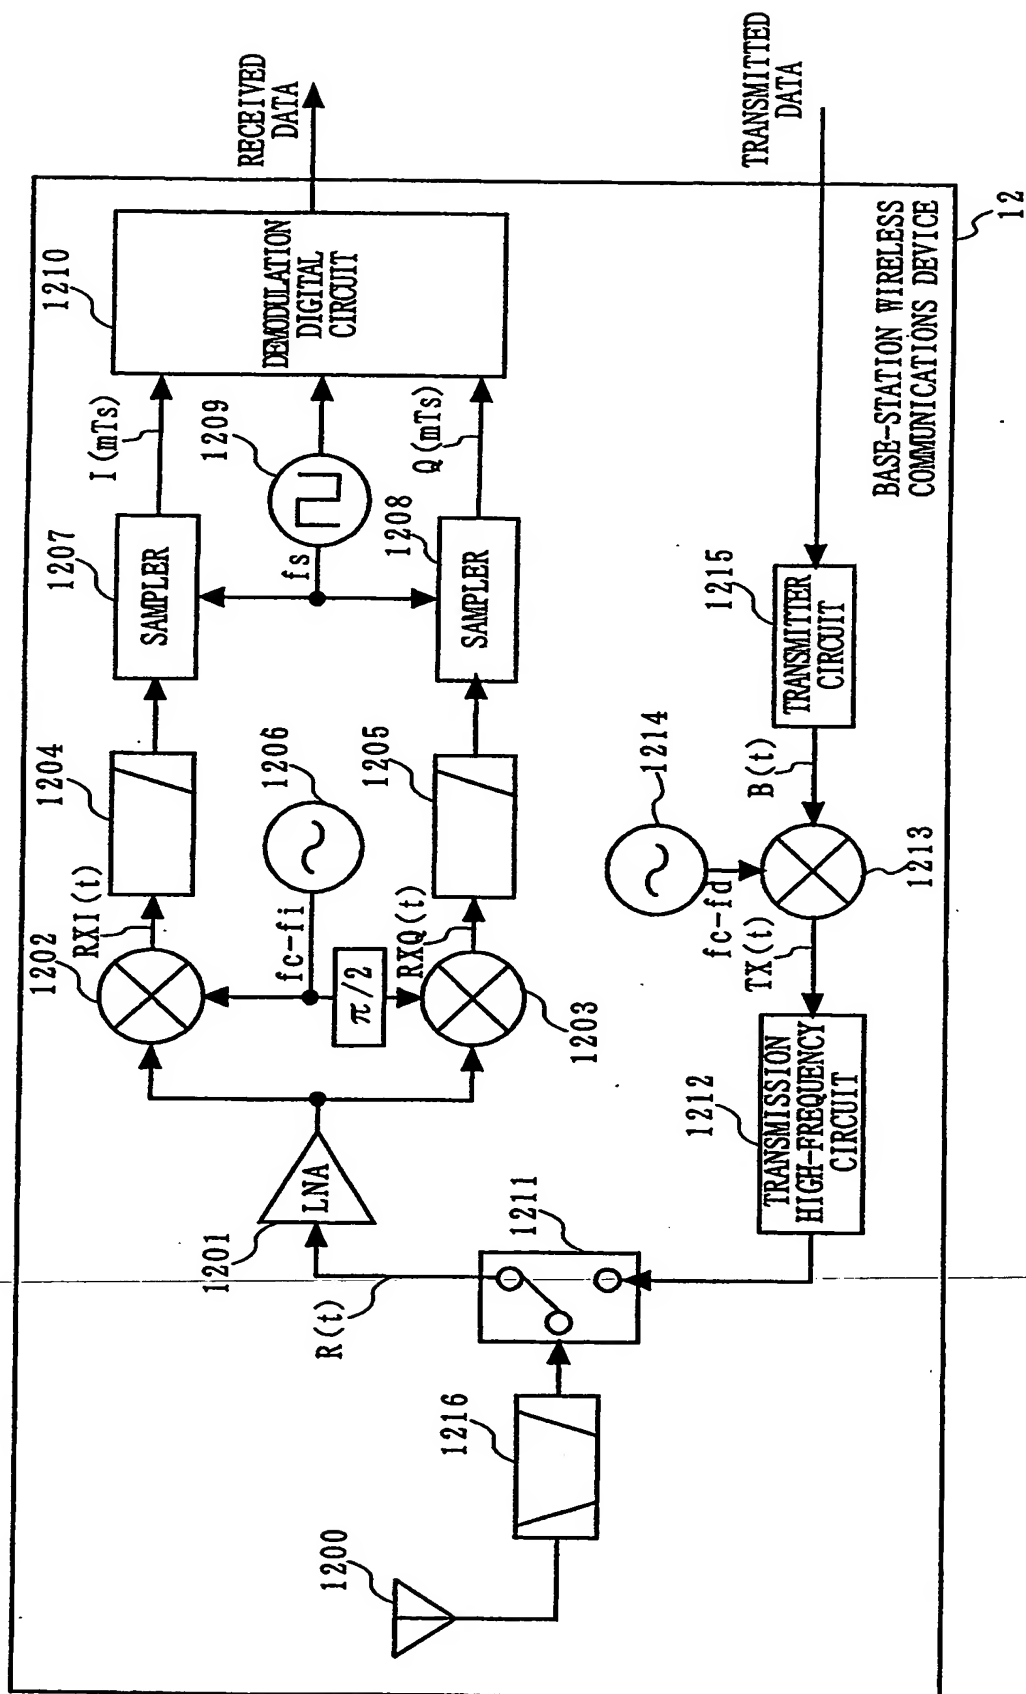 1200
1216
R(t)
1211
1201
LNA
1202
RXI(t)
1204
1207
SAMPLER
I(mTs)
1210
DEMODULATION
DIGITAL
CIRCUIT
RECEIVED
DATA
fc-fi
1206
π/2
fs
1209
1203
RXQ(t)
1205
1208
SAMPLER
Q(mTs)
1212
TRANSMISSION
HIGH-FREQUENCY
CIRCUIT
TX(t)
fc-fd
1214
1213
B(t)
1215
TRANSMITTER
CIRCUIT
TRANSMITTED
DATA
BASE-STATION WIRELESS
COMMUNICATIONS DEVICE
12